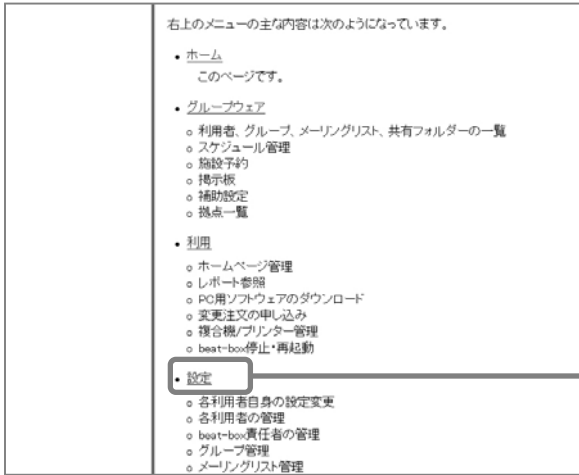 右上のメニューの主な内容は次のようになっています。
• ホーム
このページです。
• グループウェア
○ 利用者、グループ、メーリングリスト、共有フォルダーの一覧
○ スケジュール管理
○ 施設予約
○ 掲示板
○ 補助設定
○ 拠点一覧
• 利用
○ ホームページ管理
○ レポート参照
○ PC用ソフトウェアのダウンロード
○ 変更注文の申し込み
○ 複合機/プリンター管理
○ beat-box停止・再起動
• 設定
○ 各利用者自身の設定変更
○ 各利用者の管理
○ beat-box責任者の管理
○ グループ管理
○ メーリングリスト管理